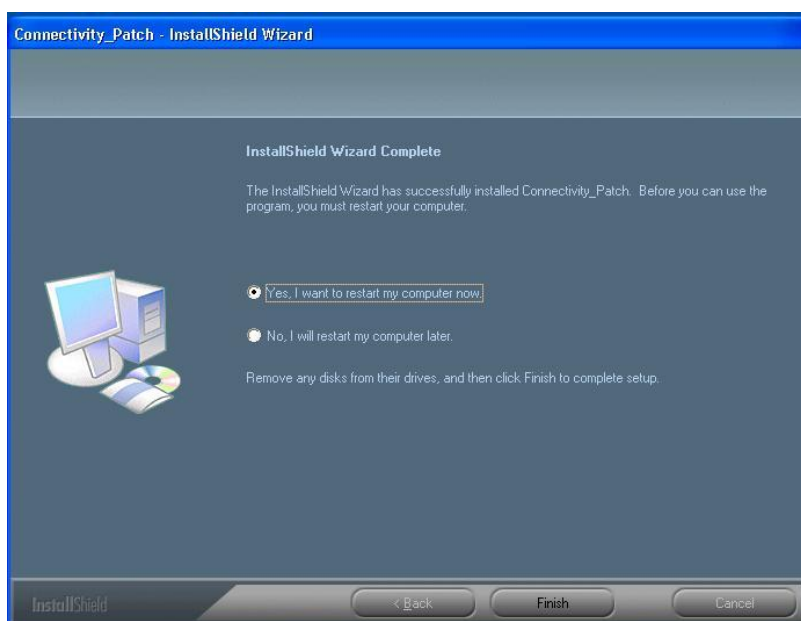 Connectivity_Patch - InstallShield Wizard
InstallShield Wizard Complete
The InstallShield Wizard has successfully installed Connectivity_Patch. Before you can use the
program, you must restart your computer.
Yes, I want to restart my computer now.
No, I will restart my computer later.
Remove any disks from their drives, and then click Finish to complete setup.
InstallShield
< Back
Finish
Cancel